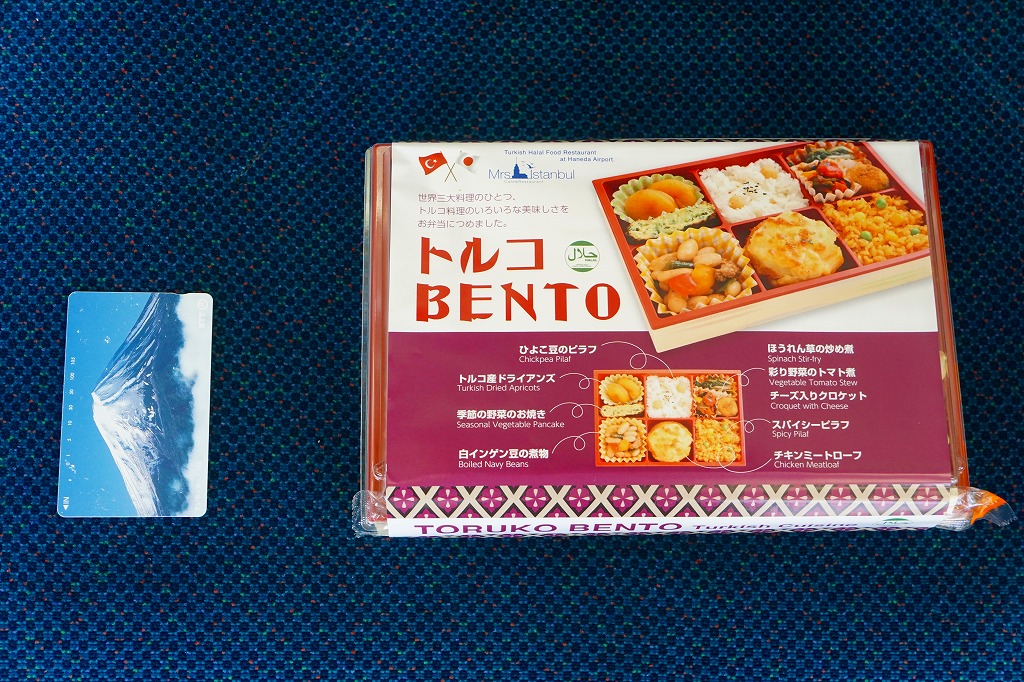 Turkish Halal Food Restaurant
at Haneda Airport
Mrs. Istanbul
世界三大料理のひとつ、
トルコ料理のいろいろな美味しさを
お弁当につめました。
トルコ
BENTO
حلال
HALAL
ひよこ豆のピラフ
Chickpea Pilaf
トルコ産ドライアンズ
Turkish Dried Apricots
季節の野菜のお焼き
Seasonal Vegetable Pancake
白インゲン豆の煮物
Boiled Navy Beans
ほうれん草の炒め煮
Spinach Stir-fry
彩り野菜のトマト煮
Vegetable Tomato Stew
チーズ入りクロケット
Croquet with Cheese
スパイシーピラフ
Spicy Pilaf
チキンミートローフ
Chicken Meatloaf
TORUKO BENTO Turkish Cuisine